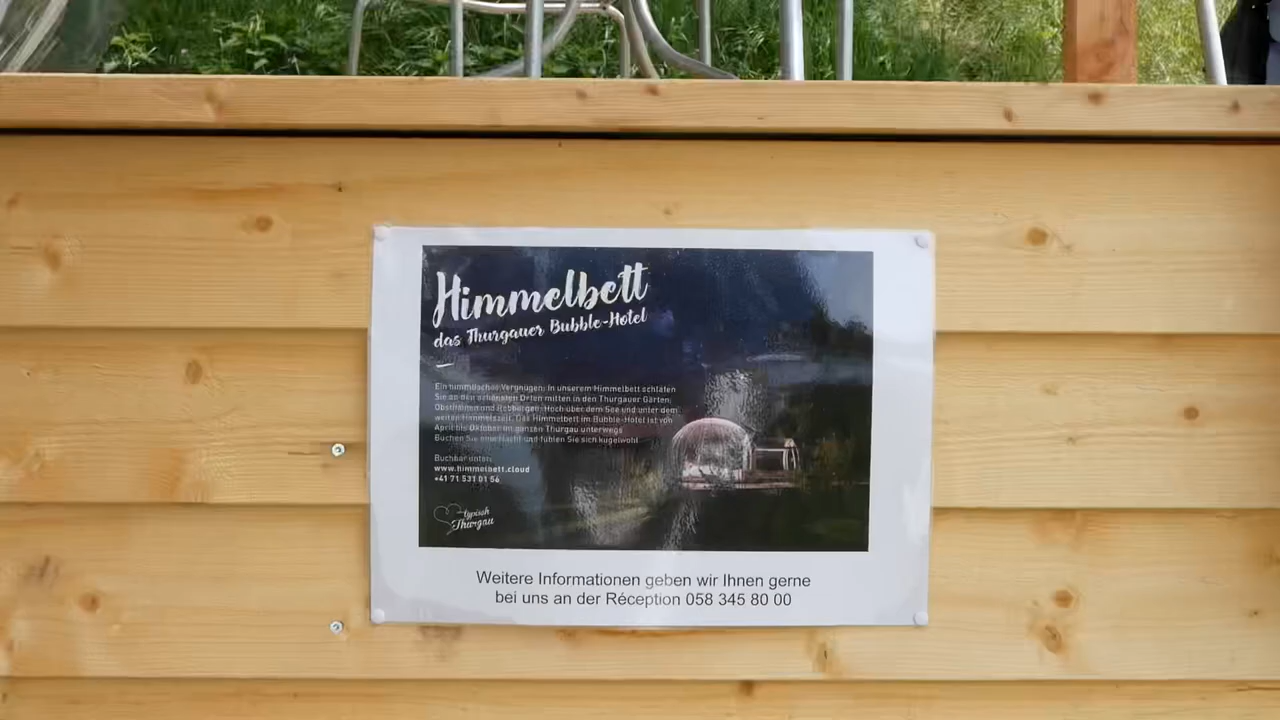 Himmelbett
das Thurgauer Bubble-Hotel
Ein himmlisches Vergnügen: In unserem Himmelbett schlafen
Sie an den schönsten Orten mitten in den Thurgauer Gärten,
Obsthainen und Rebbergen. Hoch über dem See und unter dem
weiten Himmelszelt. Das Himmelbett im Bubble-Hotel ist von
April bis Oktober im ganzen Thurgau unterwegs
Buchen Sie eine Nacht und fühlen Sie sich kugelwohl
Buchbar unter:
www.himmelbett.cloud
+41 71 531 01 56
typisch
Thurgau
Weitere Informationen geben wir Ihnen gerne
bei uns an der Réception 058 345 80 00